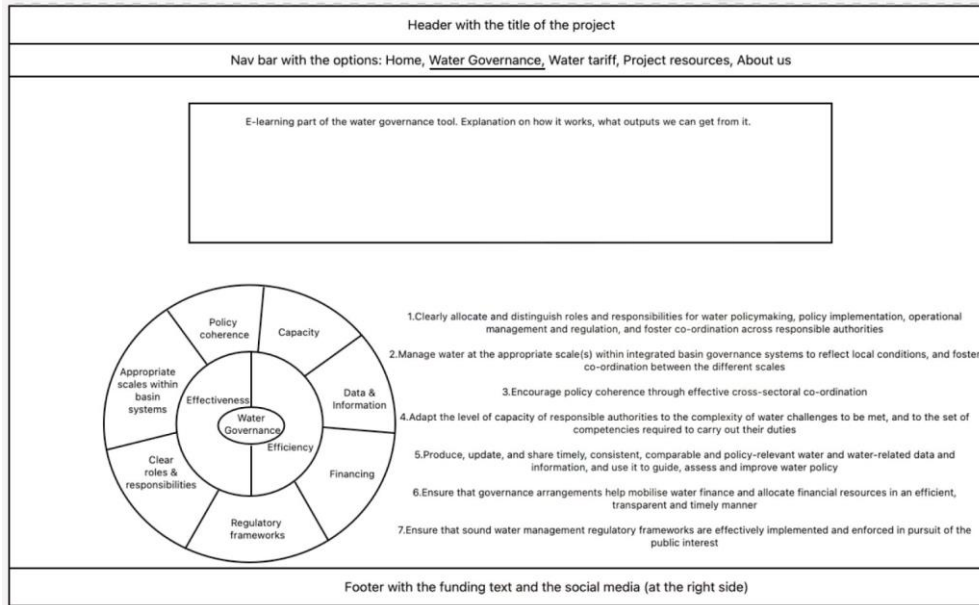 Header with the title of the project
Nav bar with the options: Home, Water Governance, Water tariff, Project resources, About us
E-learning part of the water governance tool. Explanation on how it works, what outputs we can get from it.
Policy
coherence
Capacity
Appropriate
scales within
basin
systems
Effectiveness
Data &
Information
Water
Governance
Efficiency
Clear
roles &
responsibilities
Financing
Regulatory
frameworks
1.Clearly allocate and distinguish roles and responsibilities for water policymaking, policy implementation, operational
management and regulation, and foster co-ordination across responsible authorities
2.Manage water at the appropriate scale(s) within integrated basin governance systems to reflect local conditions, and foster
co-ordination between the different scales
3.Encourage policy coherence through effective cross-sectoral co-ordination
4.Adapt the level of capacity of responsible authorities to the complexity of water challenges to be met, and to the set of
competencies required to carry out their duties
5.Produce, update, and share timely, consistent, comparable and policy-relevant water and water-related data and
information, and use it to guide, assess and improve water policy
6.Ensure that governance arrangements help mobilise water finance and allocate financial resources in an efficient,
transparent and timely manner
7.Ensure that sound water management regulatory frameworks are effectively implemented and enforced in pursuit of the
public interest
Footer with the funding text and the social media (at the right side)